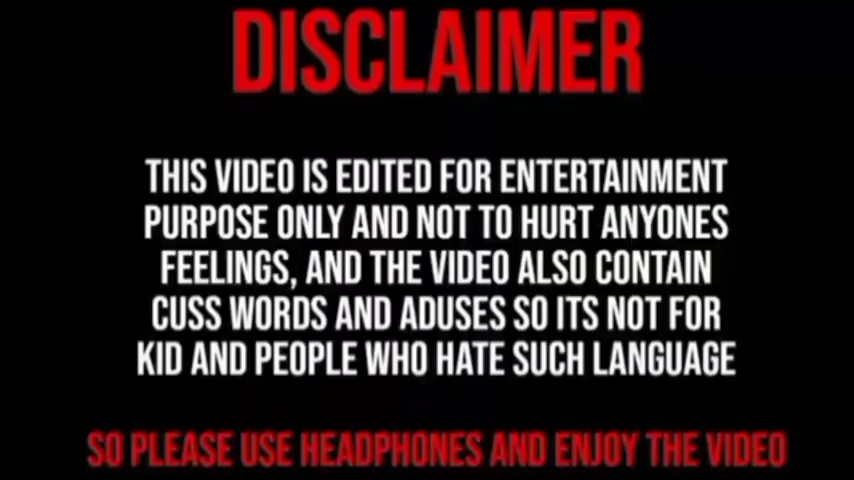 DISCLAIMER
THIS VIDEO IS EDITED FOR ENTERTAINMENT
PURPOSE ONLY AND NOT TO HURT ANYONES
FEELINGS, AND THE VIDEO ALSO CONTAIN
CUSS WORDS AND ADUSES SO ITS NOT FOR
KID AND PEOPLE WHO HATE SUCH LANGUAGE
SO PLEASE USE HEADPHONES AND ENJOY THE VIDEO